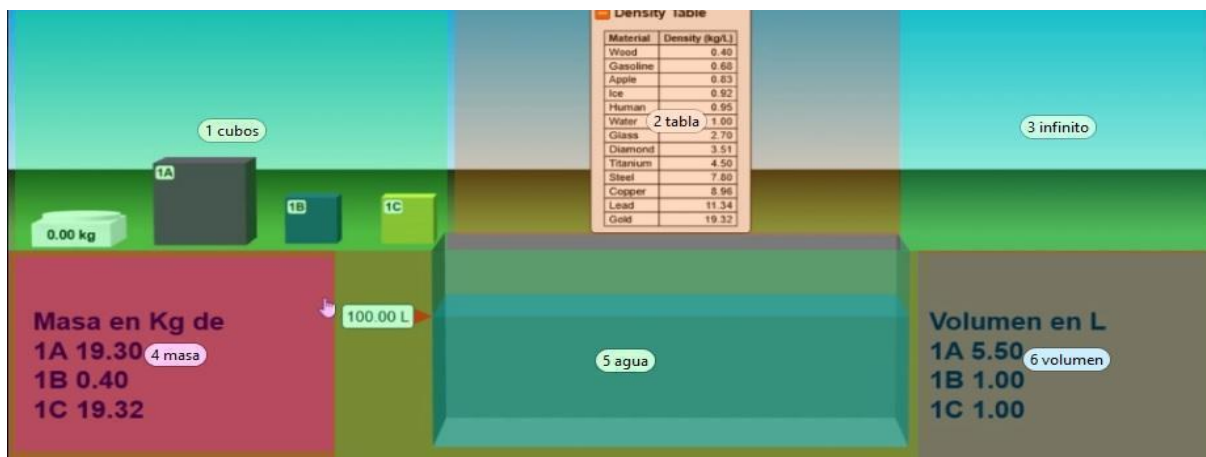 Density Table
Material Density (kg/L)
Wood 0.40
Gasoline 0.68
Apple 0.83
Ice 0.92
Human 0.95
Water 1.00
Glass 2.70
Diamond 3.51
Titanium 4.50
Steel 7.80
Copper 8.96
Lead 11.34
Gold 19.32
1 cubos
2 tabla
3 infinito
1A
1B
1C
0.00 kg
100.00 L
Masa en Kg de
1A 19.30
1B 0.40
1C 19.32
4 masa
5 agua
Volumen en L
1A 5.50
1B 1.00
1C 1.00
6 volumen